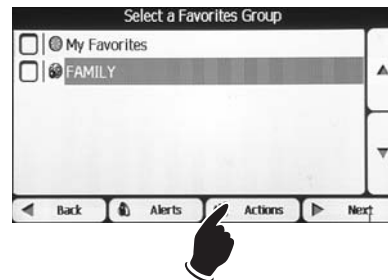 Select a Favorites Group
My Favorites
FAMILY
Back Alerts Actions Next